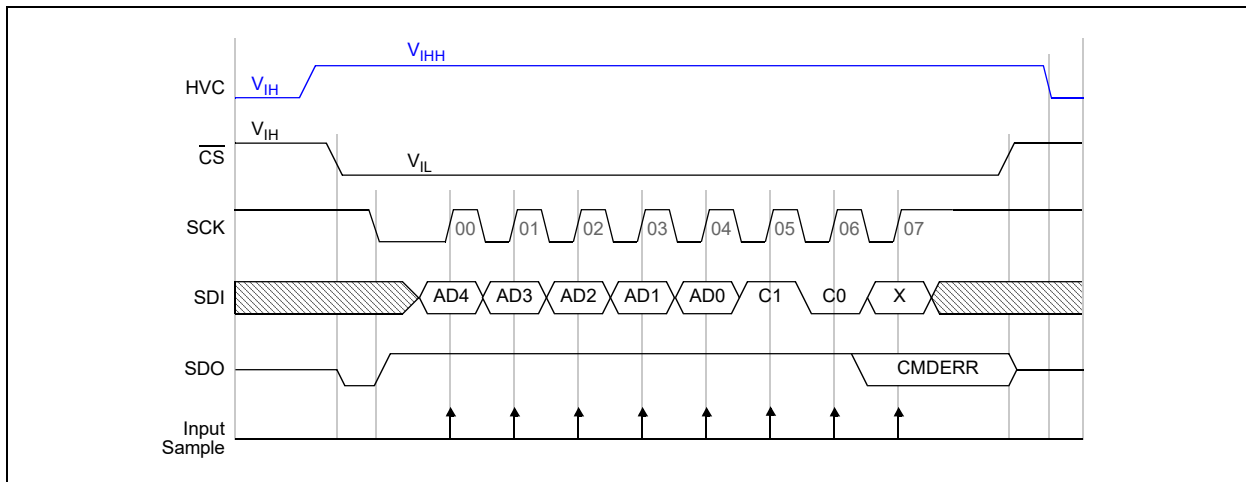 V_IHH
HVC V_IH
V_IH
CS V_IL
SCK 00 01 02 03 04 05 06 07
SDI AD4 AD3 AD2 AD1 AD0 C1 C0 X
SDO CMDERR
Input
Sample